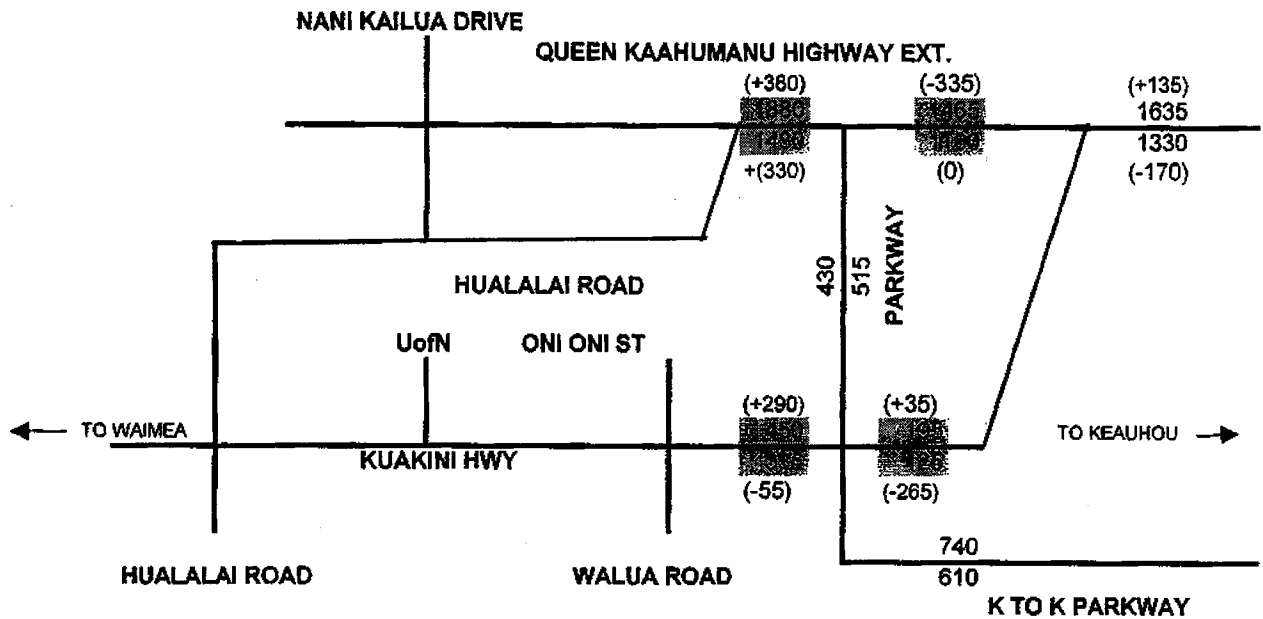 NANI KAILUA DRIVE
QUEEN KAAHUMANU HIGHWAY EXT.
(+380)
(-335)
(+135)
1635
1490
1330
+(330)
(0)
(-170)
430
515
PARKWAY
HUALALAI ROAD
UofN
ONI ONI ST
(+290)
(+35)
TO WAIMEA
TO KEAUHOU
KUAKINI HWY
(-55)
(-265)
740
HUALALAI ROAD
WALUA ROAD
610
K TO K PARKWAY